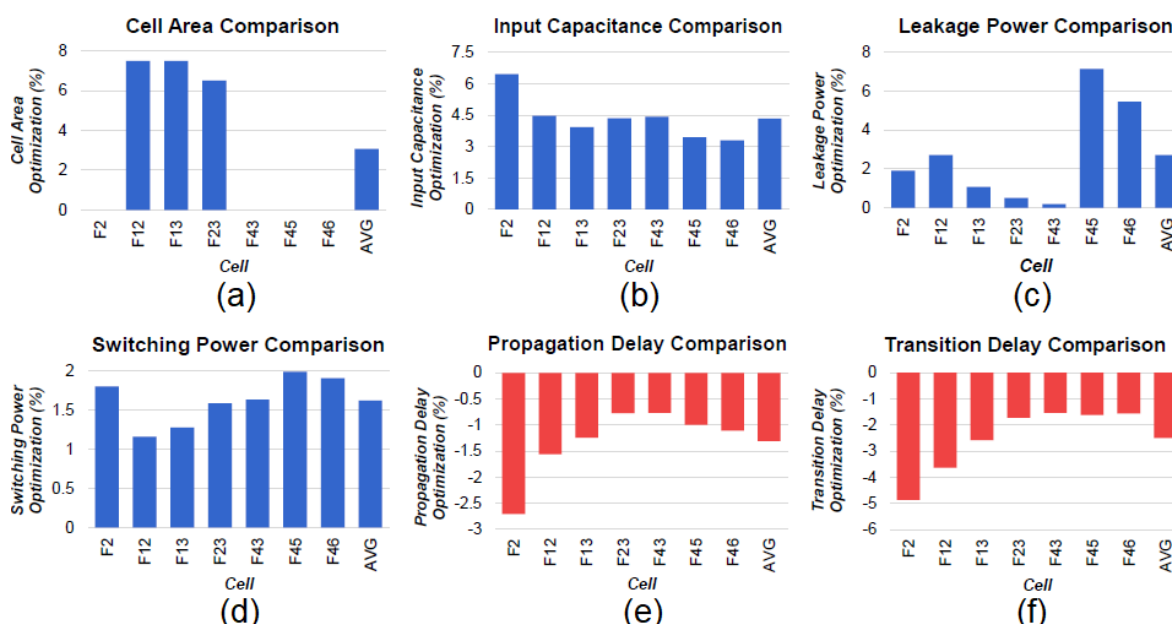 Cell Area Comparison
Cell Area
Optimization (%)
8
6
4
2
0
F2
F12
F13
F23
F43
F45
F46
AVG
Cell
(a)
Input Capacitance Comparison
Input Capacitance
Optimization (%)
7.5
6
4.5
3
1.5
0
F2
F12
F13
F23
F43
F45
F46
AVG
Cell
(b)
Leakage Power Comparison
Leakage Power
Optimization (%)
8
6
4
2
0
F2
F12
F13
F23
F43
F45
F46
AVG
Cell
(c)
Switching Power Comparison
Switching Power
Optimization (%)
2
1.5
1
0.5
0
F2
F12
F13
F23
F43
F45
F46
AVG
Cell
(d)
Propagation Delay Comparison
Propagation Delay
Optimization (%)
0
-0.5
-1
-1.5
-2
-2.5
-3
F2
F12
F13
F23
F43
F45
F46
AVG
Cell
(e)
Transition Delay Comparison
Transition Delay
Optimization (%)
0
-1
-2
-3
-4
-5
-6
F2
F12
F13
F23
F43
F45
F46
AVG
Cell
(f)